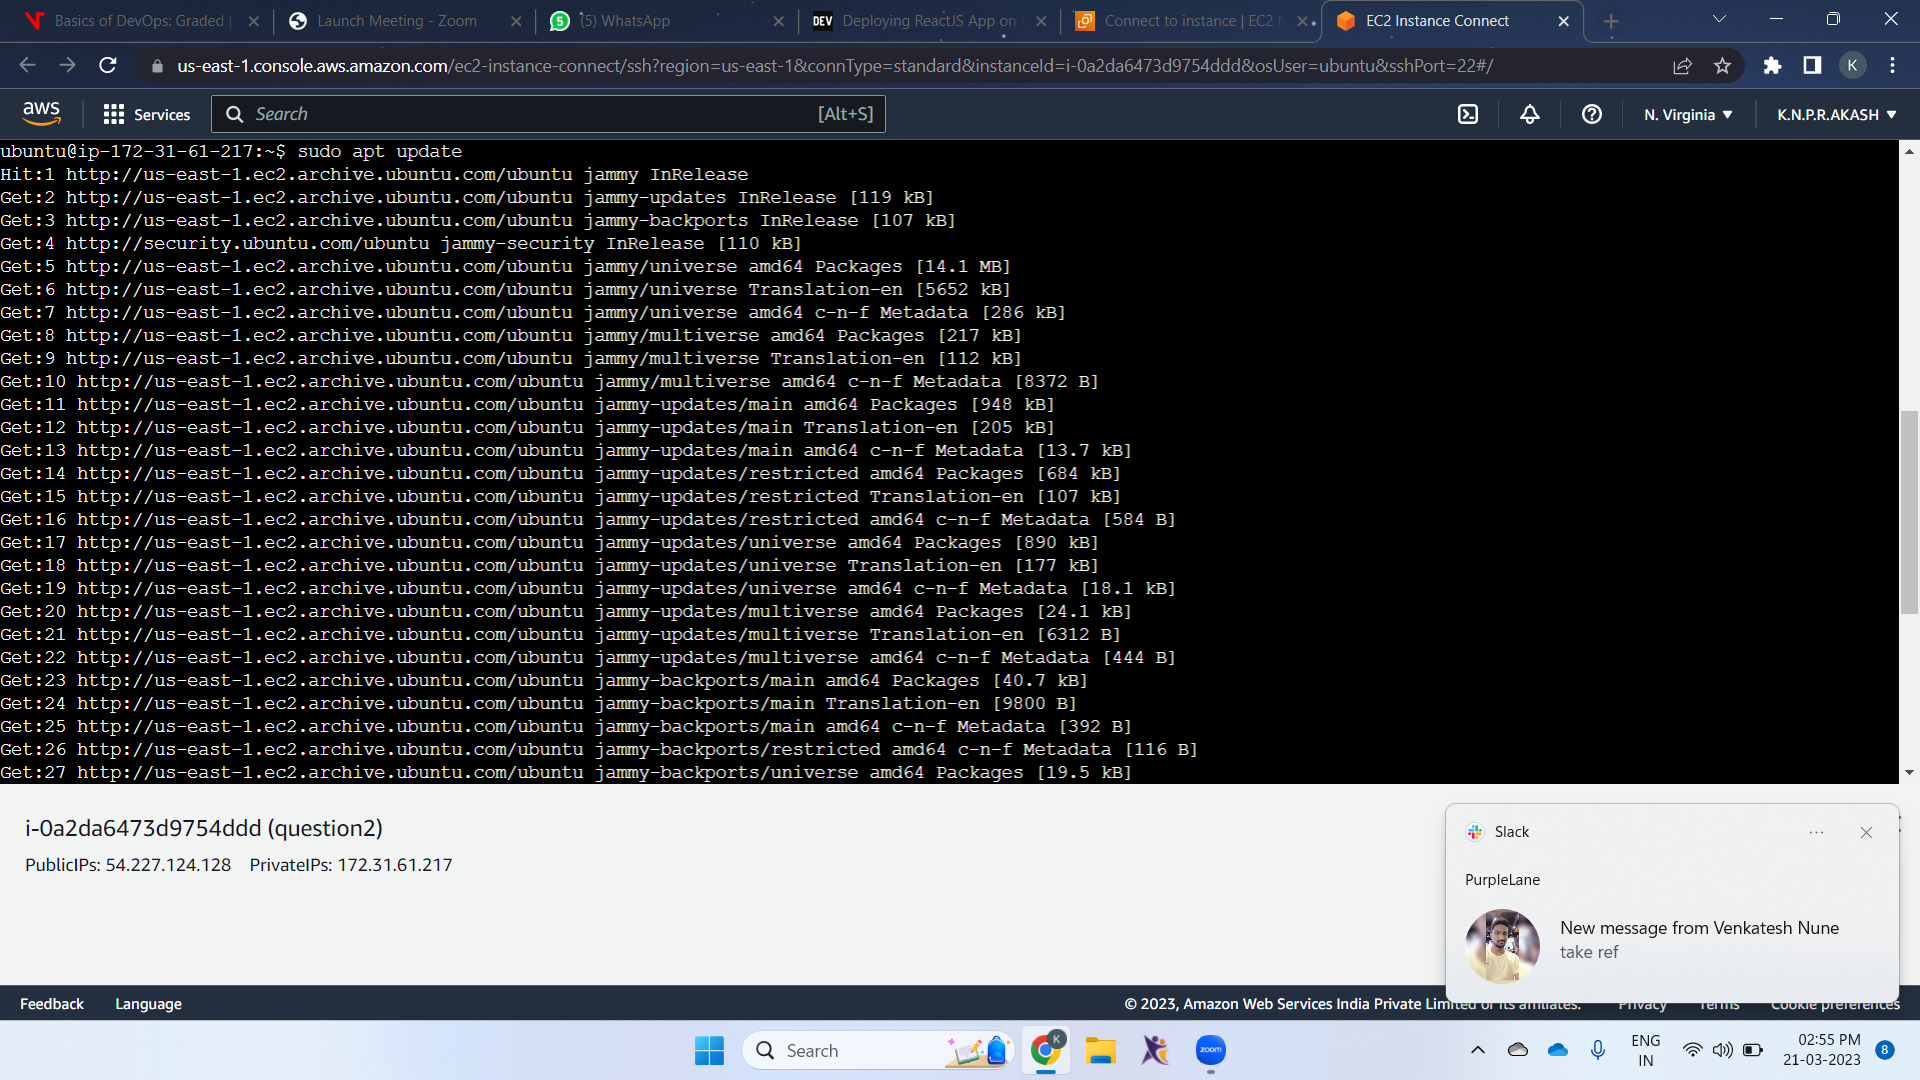 Basics of DevOps: Graded
Launch Meeting - Zoom
(5) WhatsApp
DEV Deploying ReactJS App on
Connect to instance | EC2 M
EC2 Instance Connect
us-east-1.console.aws.amazon.com/ec2-instance-connect/ssh?region=us-east-1&connType=standard&instanceId=i-0a2da6473d9754ddd&osUser=ubuntu&sshPort=22#/
K
aws Services Search [Alt+S] N. Virginia K.N.P.R.AKASH
ubuntu@ip-172-31-61-217:~$ sudo apt update
Hit:1 http://us-east-1.ec2.archive.ubuntu.com/ubuntu jammy InRelease
Get:2 http://us-east-1.ec2.archive.ubuntu.com/ubuntu jammy-updates InRelease [119 kB]
Get:3 http://us-east-1.ec2.archive.ubuntu.com/ubuntu jammy-backports InRelease [107 kB]
Get:4 http://security.ubuntu.com/ubuntu jammy-security InRelease [110 kB]
Get:5 http://us-east-1.ec2.archive.ubuntu.com/ubuntu jammy/universe amd64 Packages [14.1 MB]
Get:6 http://us-east-1.ec2.archive.ubuntu.com/ubuntu jammy/universe Translation-en [5652 kB]
Get:7 http://us-east-1.ec2.archive.ubuntu.com/ubuntu jammy/universe amd64 c-n-f Metadata [286 kB]
Get:8 http://us-east-1.ec2.archive.ubuntu.com/ubuntu jammy/multiverse amd64 Packages [217 kB]
Get:9 http://us-east-1.ec2.archive.ubuntu.com/ubuntu jammy/multiverse Translation-en [112 kB]
Get:10 http://us-east-1.ec2.archive.ubuntu.com/ubuntu jammy/multiverse amd64 c-n-f Metadata [8372 B]
Get:11 http://us-east-1.ec2.archive.ubuntu.com/ubuntu jammy-updates/main amd64 Packages [948 kB]
Get:12 http://us-east-1.ec2.archive.ubuntu.com/ubuntu jammy-updates/main Translation-en [205 kB]
Get:13 http://us-east-1.ec2.archive.ubuntu.com/ubuntu jammy-updates/main amd64 c-n-f Metadata [13.7 kB]
Get:14 http://us-east-1.ec2.archive.ubuntu.com/ubuntu jammy-updates/restricted amd64 Packages [684 kB]
Get:15 http://us-east-1.ec2.archive.ubuntu.com/ubuntu jammy-updates/restricted Translation-en [107 kB]
Get:16 http://us-east-1.ec2.archive.ubuntu.com/ubuntu jammy-updates/restricted amd64 c-n-f Metadata [584 B]
Get:17 http://us-east-1.ec2.archive.ubuntu.com/ubuntu jammy-updates/universe amd64 Packages [890 kB]
Get:18 http://us-east-1.ec2.archive.ubuntu.com/ubuntu jammy-updates/universe Translation-en [177 kB]
Get:19 http://us-east-1.ec2.archive.ubuntu.com/ubuntu jammy-updates/universe amd64 c-n-f Metadata [18.1 kB]
Get:20 http://us-east-1.ec2.archive.ubuntu.com/ubuntu jammy-updates/multiverse amd64 Packages [24.1 kB]
Get:21 http://us-east-1.ec2.archive.ubuntu.com/ubuntu jammy-updates/multiverse Translation-en [6312 B]
Get:22 http://us-east-1.ec2.archive.ubuntu.com/ubuntu jammy-updates/multiverse amd64 c-n-f Metadata [444 B]
Get:23 http://us-east-1.ec2.archive.ubuntu.com/ubuntu jammy-backports/main amd64 Packages [40.7 kB]
Get:24 http://us-east-1.ec2.archive.ubuntu.com/ubuntu jammy-backports/main Translation-en [9800 B]
Get:25 http://us-east-1.ec2.archive.ubuntu.com/ubuntu jammy-backports/main amd64 c-n-f Metadata [392 B]
Get:26 http://us-east-1.ec2.archive.ubuntu.com/ubuntu jammy-backports/restricted amd64 c-n-f Metadata [116 B]
Get:27 http://us-east-1.ec2.archive.ubuntu.com/ubuntu jammy-backports/universe amd64 Packages [19.5 kB]
i-0a2da6473d9754ddd (question2)
PublicIPs: 54.227.124.128 PrivateIPs: 172.31.61.217
Slack
PurpleLane
New message from Venkatesh Nune
take ref
Feedback Language © 2023, Amazon Web Services India Private Limited or its affiliates. Privacy Terms Cookie preferences
Search
K
zoom
ENG
IN
02:55 PM
21-03-2023
8